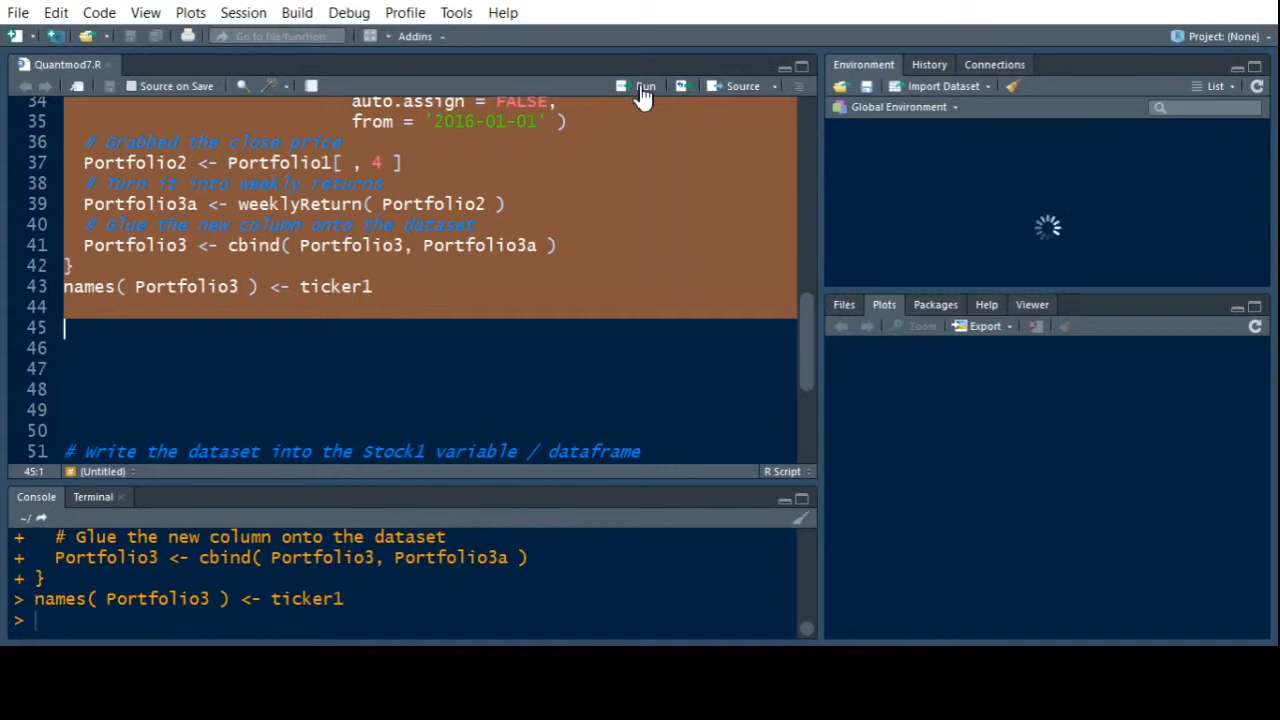 File Edit Code View Plots Session Build Debug Profile Tools Help
Go to file/function Addins Project: (None)
Quantmod7.R
Source on Save Run Source
34 auto.assign = FALSE,
35 from = '2016-01-01' )
36 # Grabbed the close price
37 Portfolio2 <- Portfolio1[ , 4 ]
38 # Turn it into weekly returns
39 Portfolio3a <- weeklyReturn( Portfolio2 )
40 # Glue the new column onto the dataset
41 Portfolio3 <- cbind( Portfolio3, Portfolio3a )
42 }
43 names( Portfolio3 ) <- ticker1
44
45
46
47
48
49
50
51 # Write the dataset into the Stock1 variable / dataframe
45:1 # (Untitled) R Script
Console Terminal
~/
+ # Glue the new column onto the dataset
+ Portfolio3 <- cbind( Portfolio3, Portfolio3a )
+ }
> names( Portfolio3 ) <- ticker1
>
Environment History Connections
Import Dataset List
Global Environment
Files Plots Packages Help Viewer
Zoom Export